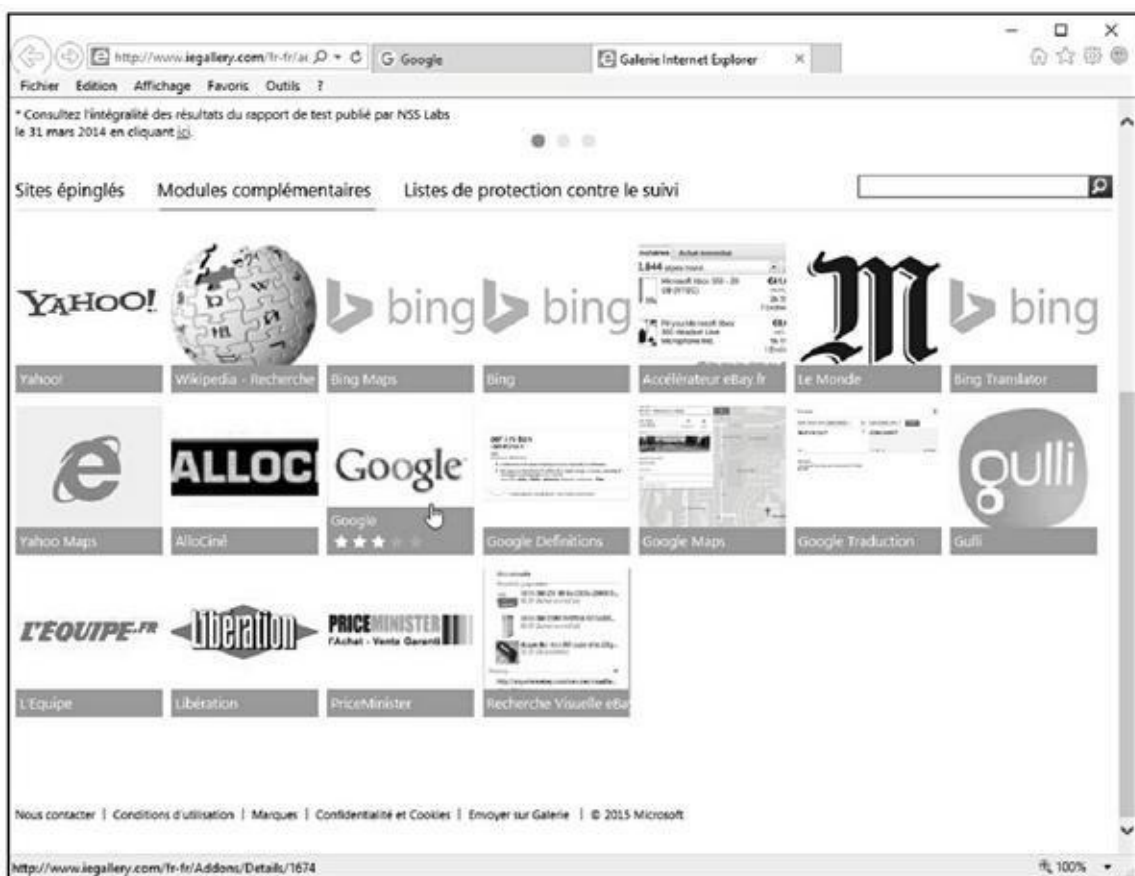 http://www.iegallery.com/fr-fr/ac
Google
Galerie Internet Explorer
Fichier Edition Affichage Favoris Outils ?
* Consultez l'intégralité des résultats du rapport de test publié par NSS Labs
le 31 mars 2014 en cliquant ici.
Sites épinglés Modules complémentaires Listes de protection contre le suivi
YAHOO!
bing
bing
1.844
M
bing
Yahoo!
Wikipedia - Recherche
Bing Maps
Bing
Accélérateur eBay fr
Le Monde
Bing Translator
e
ALLOCI
Google
gulli
Yahoo Maps
AlloCiné
Google
Google Definitions
Google Maps
Google Traduction
Gulli
L'ÉQUIPE.FR
Libération
PRICEMINISTER
l'Achat - Vente Garanti
L'Equipe
Libération
PriceMinister
Recherche Visuelle eBa
Nous contacter | Conditions d'utilisation | Marques | Confidentialité et Cookies | Envoyer sur Galerie | © 2015 Microsoft
http://www.iegallery.com/fr-fr/Addons/Details/1674
100%